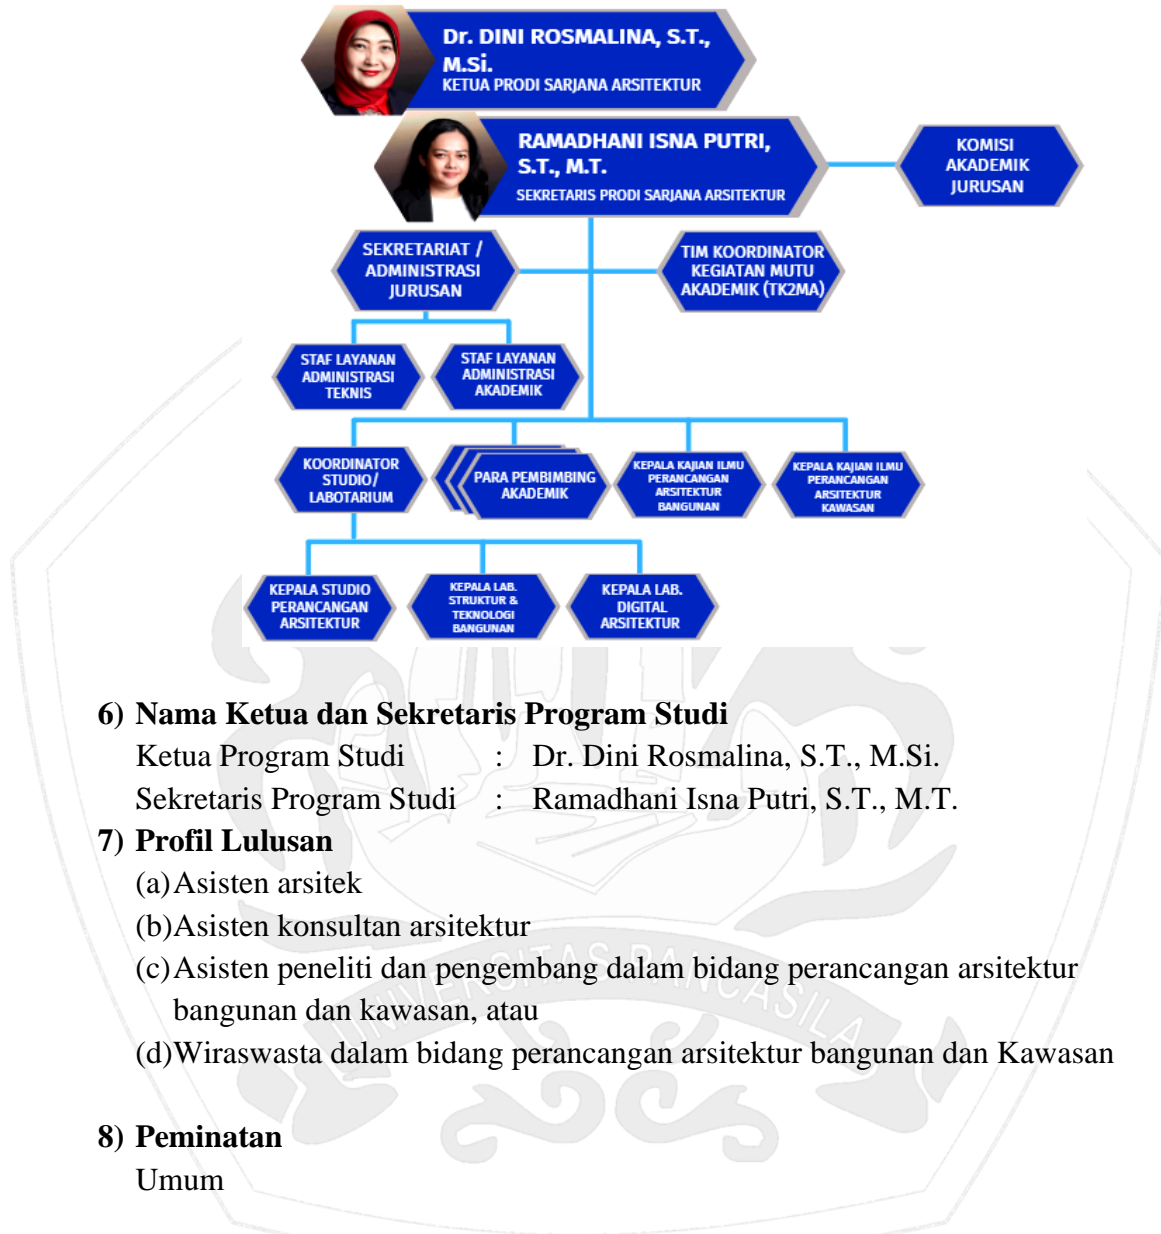 Dr. DINI ROSMALINA, S.T.,
M.Si.
KETUA PRODI SARJANA ARSITEKTUR
RAMADHANI ISNA PUTRI,
S.T., M.T.
SEKRETARIS PRODI SARJANA ARSITEKTUR
KOMISI
AKADEMIK
JURUSAN
SEKRETARIAT /
ADMINISTRASI
JURUSAN
TIM KOORDINATOR
KEGIATAN MUTU
AKADEMIK (TK2MA)
STAF LAYANAN
ADMINISTRASI
TEKNIS
STAF LAYANAN
ADMINISTRASI
AKADEMIK
KOORDINATOR
STUDIO/
LABOTARIUM
PARA PEMBIMBING
AKADEMIK
KEPALA KAJIAN ILMU
PERANCANGAN
ARSITEKTUR
BANGUNAN
KEPALA KAJIAN ILMU
PERANCANGAN
ARSITEKTUR
KAWASAN
KEPALA STUDIO
PERANCANGAN
ARSITEKTUR
KEPALA LAB.
STRUKTUR &
TEKNOLOGI
BANGUNAN
KEPALA LAB.
DIGITAL
ARSITEKTUR
6) Nama Ketua dan Sekretaris Program Studi
Ketua Program Studi : Dr. Dini Rosmalina, S.T., M.Si.
Sekretaris Program Studi : Ramadhani Isna Putri, S.T., M.T.
7) Profil Lulusan
(a) Asisten arsitek
(b) Asisten konsultan arsitektur
(c) Asisten peneliti dan pengembang dalam bidang perancangan arsitektur
bangunan dan kawasan, atau
(d) Wiraswasta dalam bidang perancangan arsitektur bangunan dan Kawasan
8) Peminatan
Umum
UNIVERSITAS PANCASILA